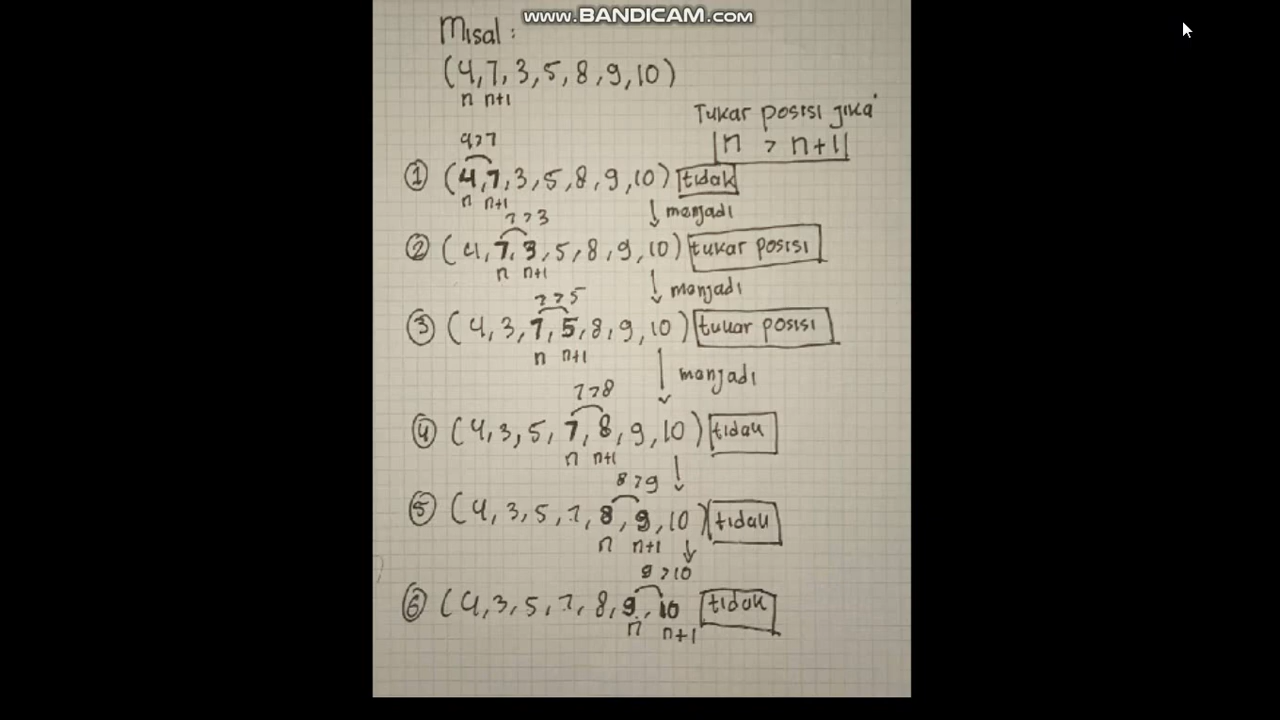 WWW.BANDICAM.COM
Misal :
(4, 7, 3, 5, 8, 9, 10)
n n+1
Tukar posisi jika
n > n+1
4>7
① (4, 7, 3, 5, 8, 9, 10) tidak
n n+1
menjadi
7>3
② (4, 7, 3, 5, 8, 9, 10) tukar posisi
n n+1
menjadi
7>5
③ (4, 3, 7, 5, 8, 9, 10) tukar posisi
n n+1
menjadi
7>8
④ (4, 3, 5, 7, 8, 9, 10) tidak
n n+1
8>9
⑤ (4, 3, 5, 7, 8, 9, 10) tidak
n n+1
9>10
⑥ (4, 3, 5, 7, 8, 9, 10 tidak
n n+1